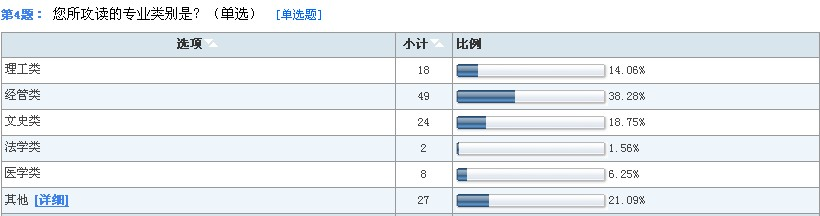 第4题： 您所攻读的专业类别是？（单选） [单选题]
选项 小计 比例
理工类 18 14.06%
经管类 49 38.28%
文史类 24 18.75%
法学类 2 1.56%
医学类 8 6.25%
其他 [详细] 27 21.09%